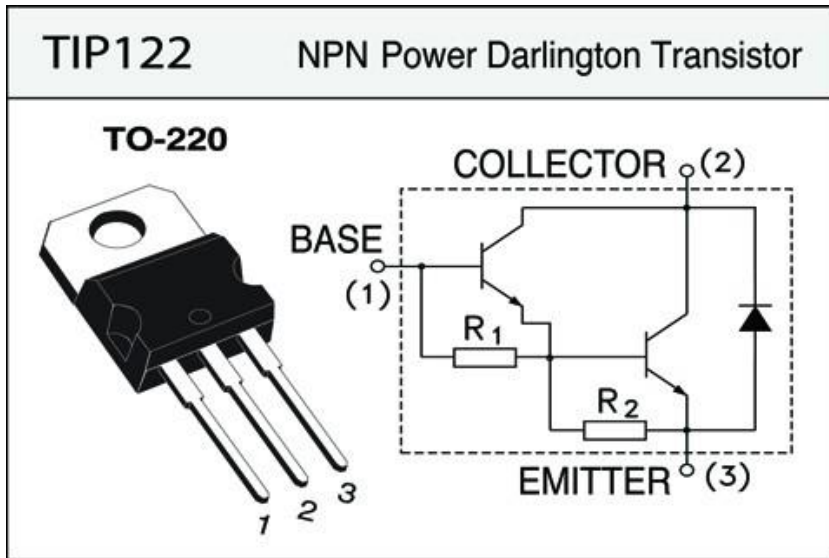 TIP122 NPN Power Darlington Transistor
TO-220
COLLECTOR (2)
BASE
(1)
R1
R2
EMITTER (3)
1 2 3